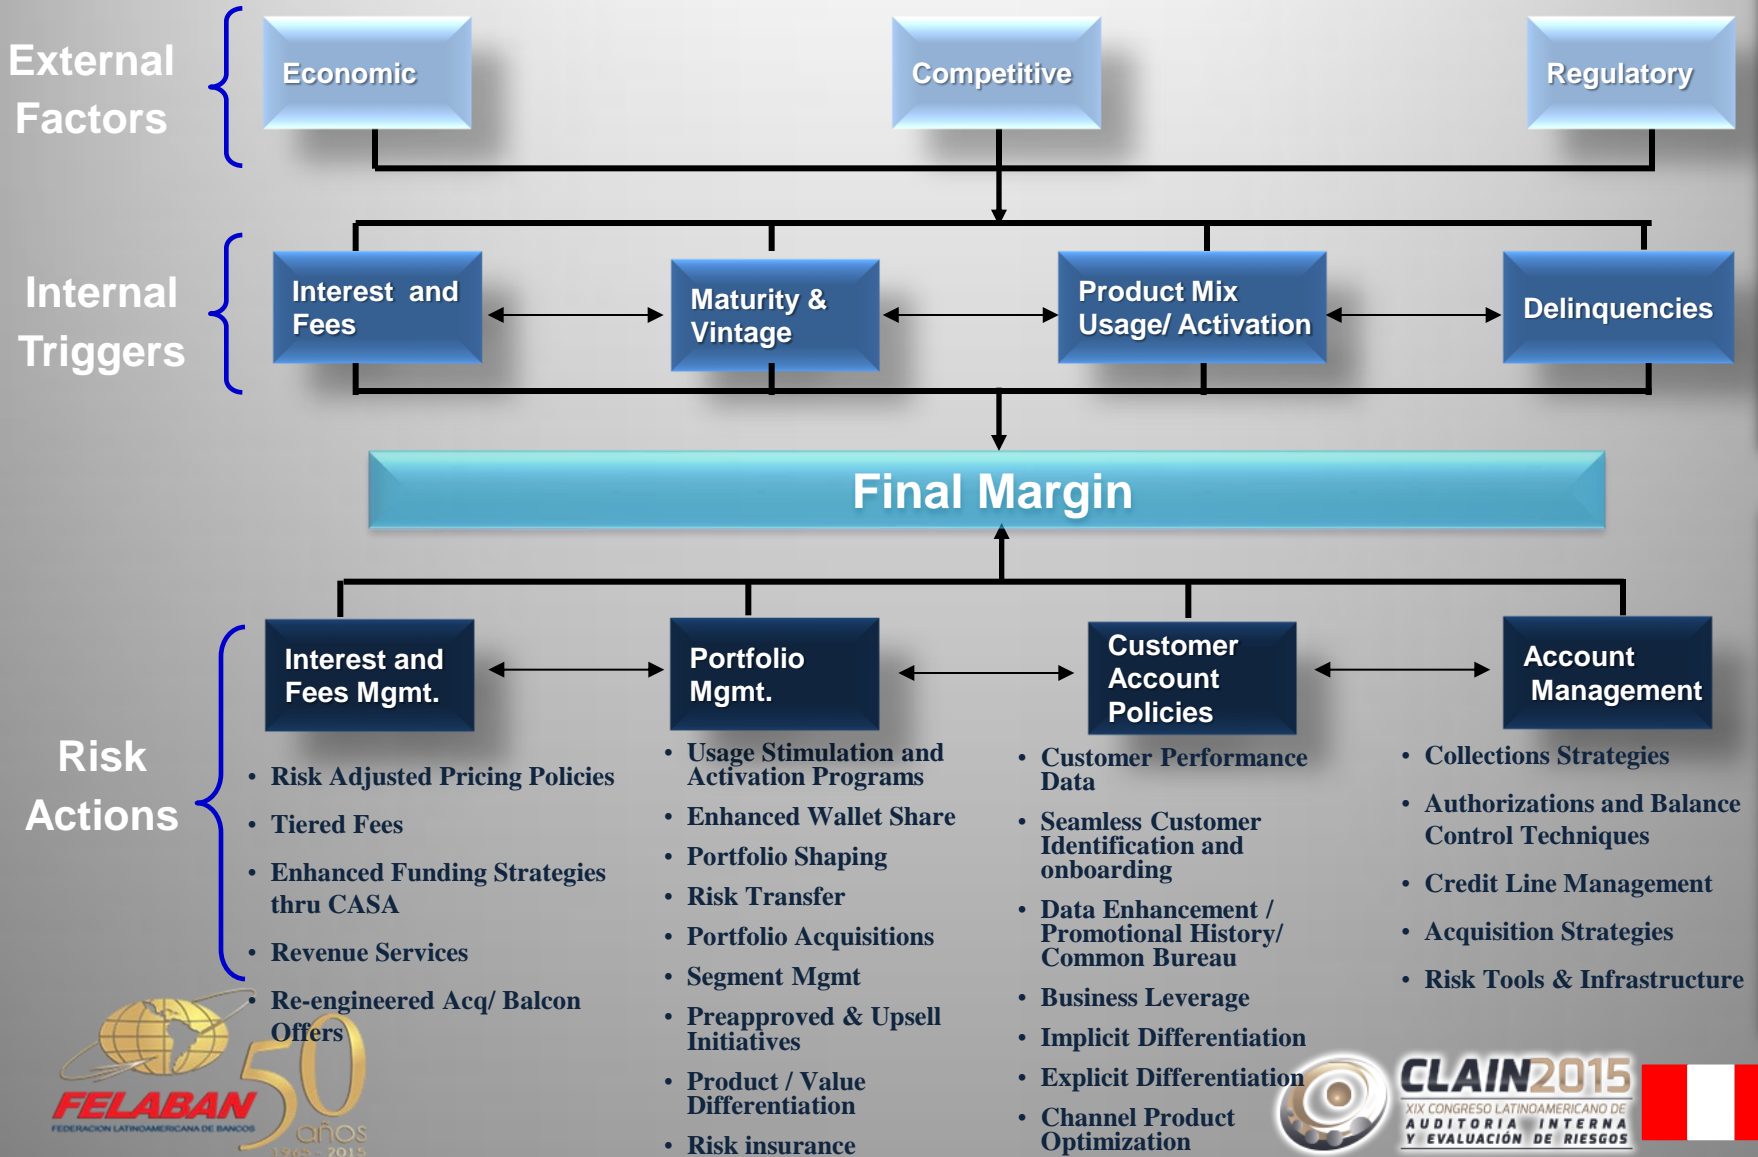 External
Factors
Economic
Competitive
Regulatory
Internal
Triggers
Interest and
Fees
Maturity &
Vintage
Product Mix
Usage/ Activation
Delinquencies
Final Margin
Risk
Actions
Interest and
Fees Mgmt.
• Risk Adjusted Pricing Policies
• Tiered Fees
• Enhanced Funding Strategies
thru CASA
• Revenue Services
• Re-engineered Acq/ Balcon
Offers
Portfolio
Mgmt.
• Usage Stimulation and
Activation Programs
• Enhanced Wallet Share
• Portfolio Shaping
• Risk Transfer
• Portfolio Acquisitions
• Segment Mgmt
• Preapproved & Upsell
Initiatives
• Product / Value
Differentiation
• Risk insurance
Customer
Account
Policies
• Customer Performance
Data
• Seamless Customer
Identification and
onboarding
• Data Enhancement /
Promotional History/
Common Bureau
• Business Leverage
• Implicit Differentiation
• Explicit Differentiation
• Channel Product
Optimization
Account
Management
• Collections Strategies
• Authorizations and Balance
Control Techniques
• Credit Line Management
• Acquisition Strategies
• Risk Tools & Infrastructure
FELABAN
FEDERACION LATINOAMERICANA DE BANCOS
50
años
1965 - 2015
CLAIN2015
XIX CONGRESO LATINOAMERICANO DE
AUDITORIA INTERNA
Y EVALUACIÓN DE RIESGOS